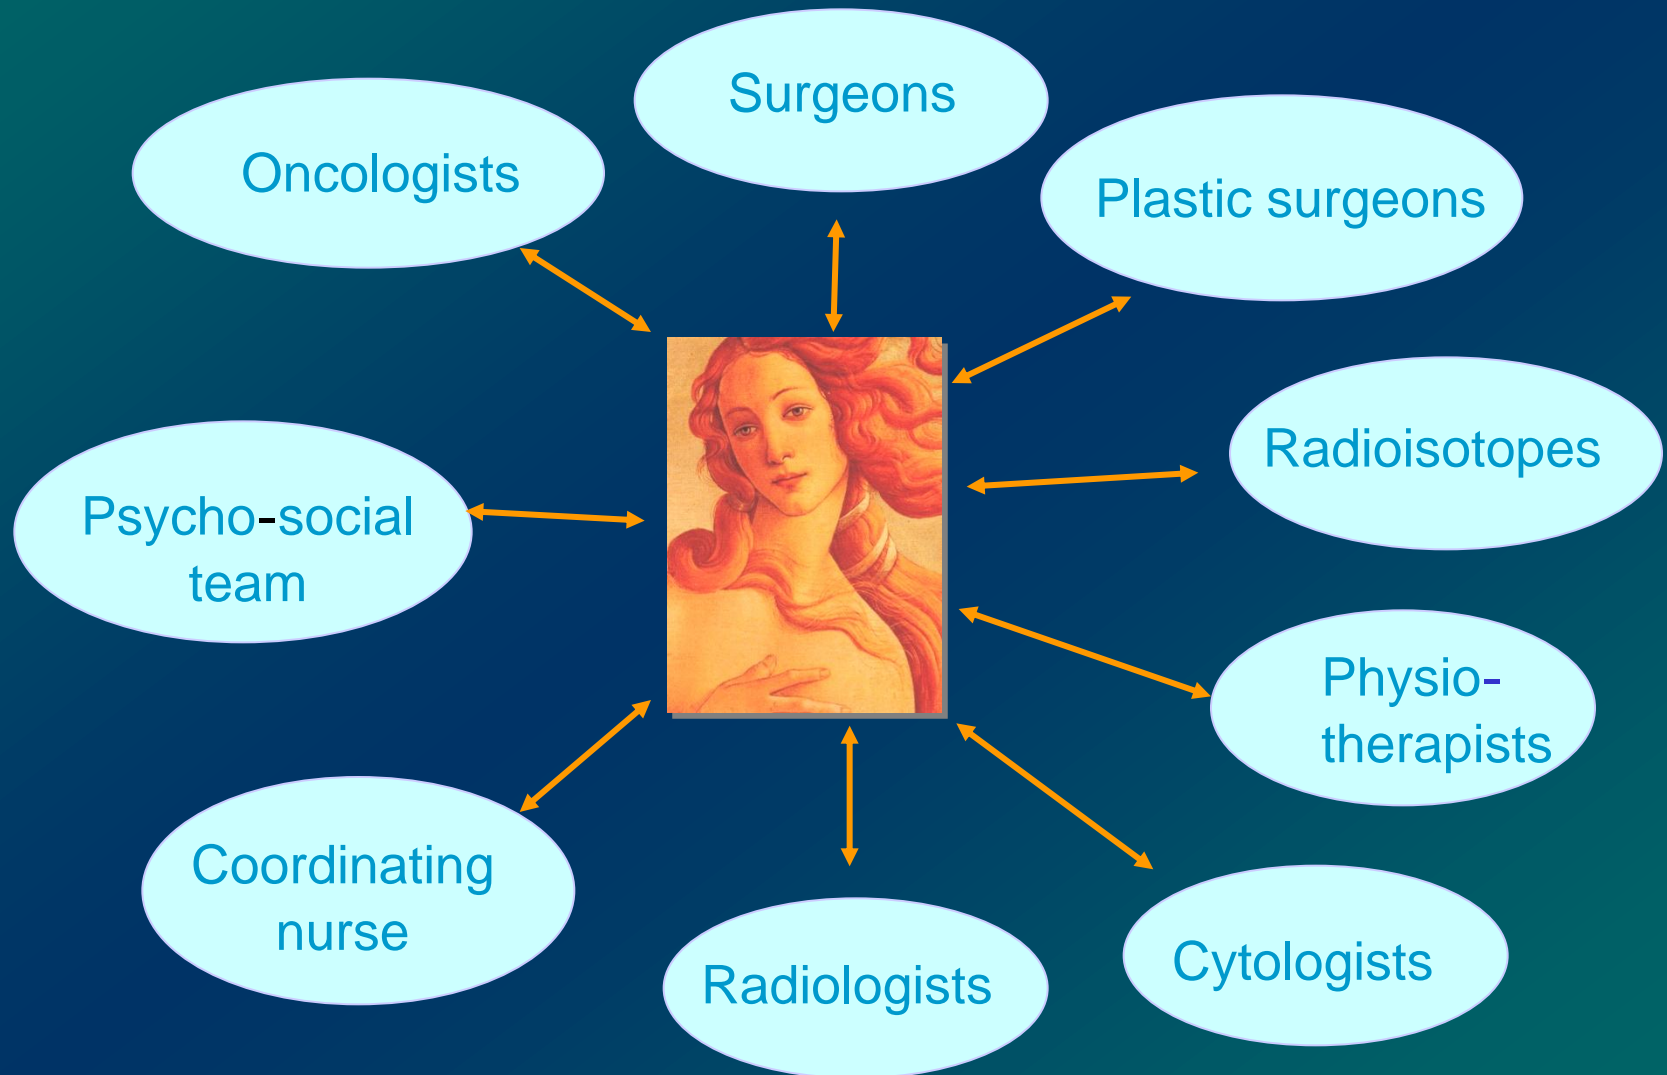 Surgeons
Oncologists
Plastic surgeons
Radioisotopes
Psycho-social
team
Physio-
therapists
Coordinating
nurse
Radiologists
Cytologists